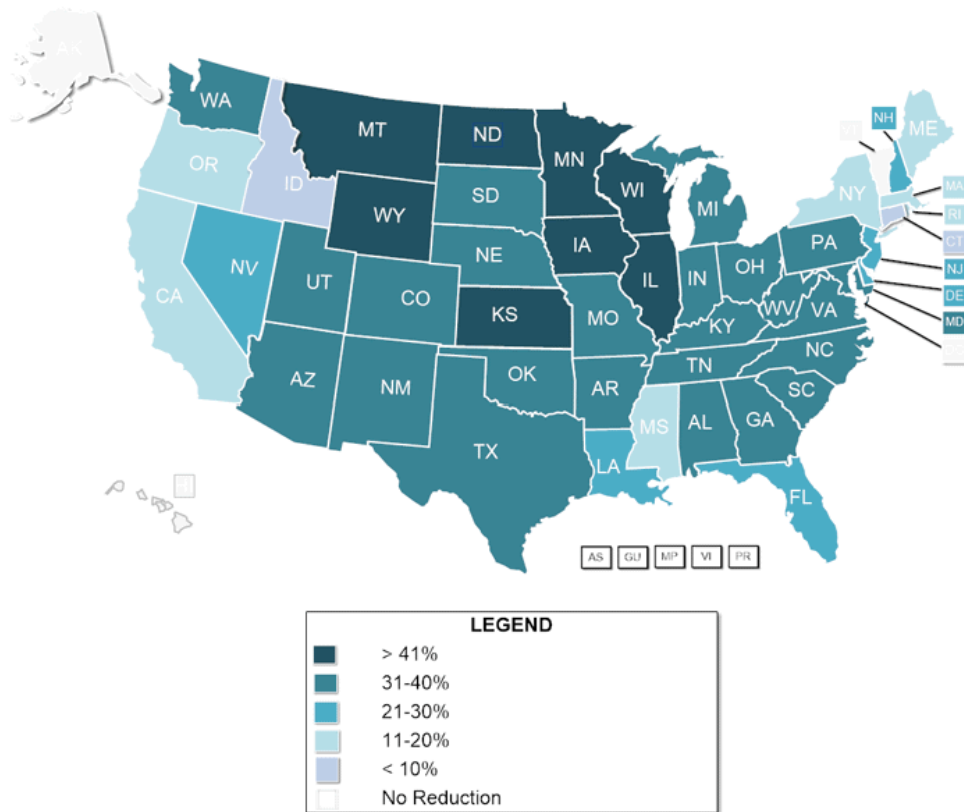 AK
WA
MT
ND
MN
NH
ME
VT
OR
ID
WI
NY
MA
SD
MI
WY
RI
CT
IA
PA
NE
NJ
NV
IL
IN
OH
DE
UT
CO
WV
VA
MD
CA
KS
MO
KY
NC
TN
OK
AZ
NM
AR
SC
MS
AL
GA
TX
LA
HI
FL
AS GU MP VI PR
LEGEND
> 41%
31-40%
21-30%
11-20%
< 10%
No Reduction